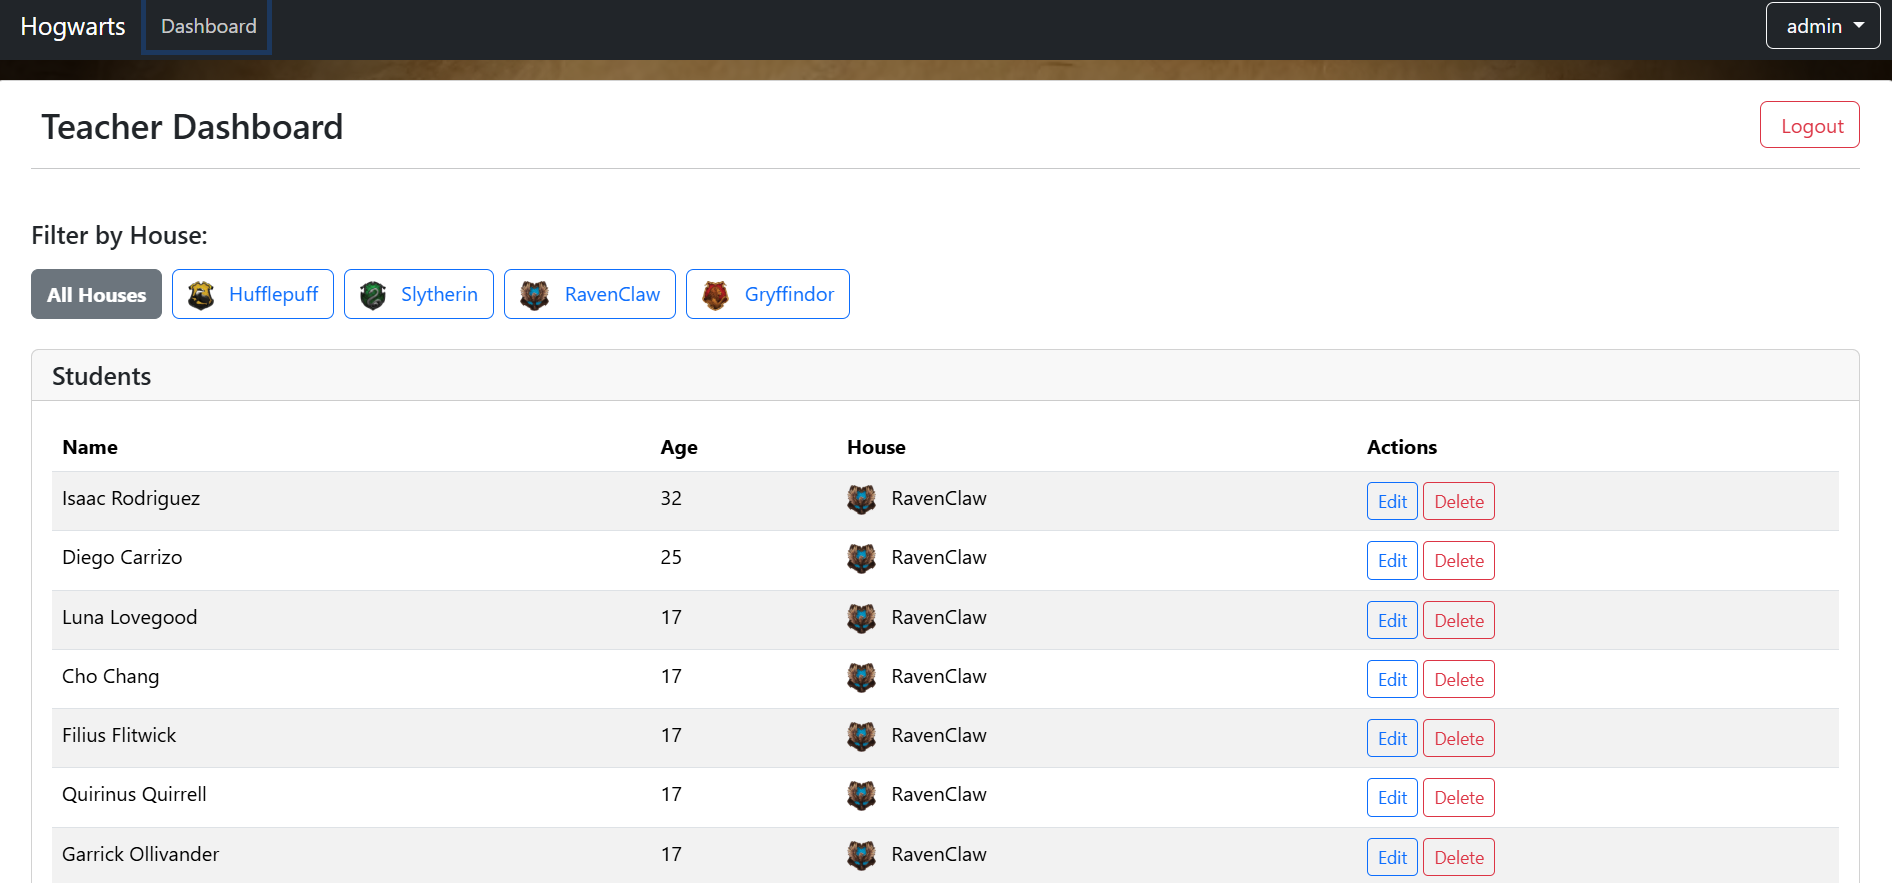 Hogwarts Dashboard admin
Teacher Dashboard Logout
Filter by House:
All Houses Hufflepuff Slytherin RavenClaw Gryffindor
Students
Name Age House Actions
Isaac Rodriguez 32 RavenClaw Edit Delete
Diego Carrizo 25 RavenClaw Edit Delete
Luna Lovegood 17 RavenClaw Edit Delete
Cho Chang 17 RavenClaw Edit Delete
Filius Flitwick 17 RavenClaw Edit Delete
Quirinus Quirrell 17 RavenClaw Edit Delete
Garrick Ollivander 17 RavenClaw Edit Delete